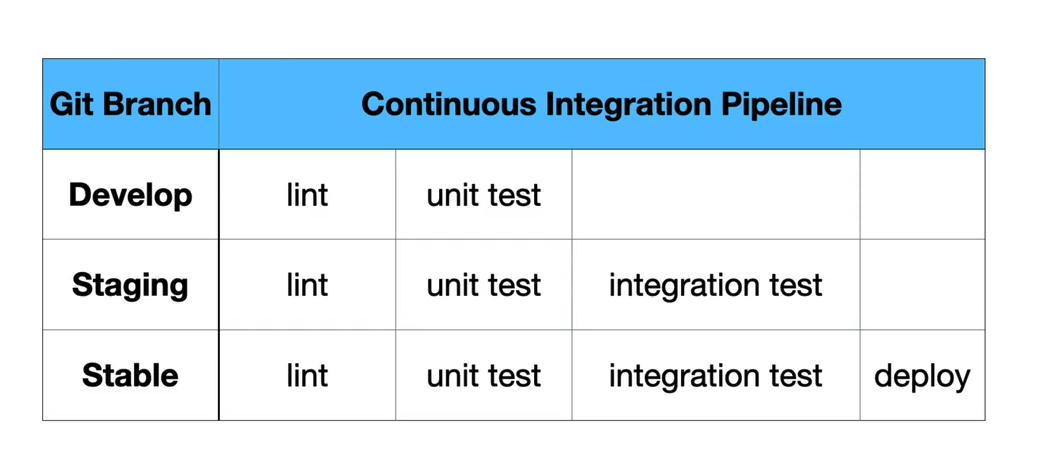 Git Branch Continuous Integration Pipeline
Develop lint unit test
Staging lint unit test integration test
Stable lint unit test integration test deploy